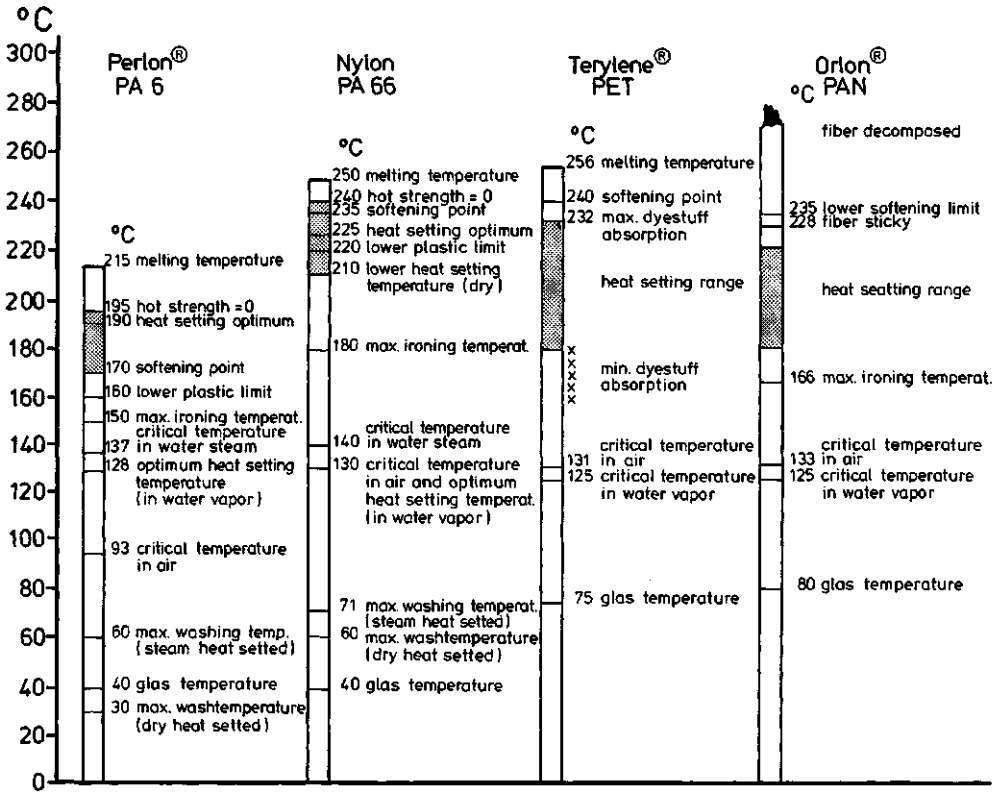 °C
300
280
260
240
220
200
180
160
140
120
100
80
60
40
20
0
Perlon®
PA 6
°C
215 melting temperature
195 hot strength =0
190 heat setting optimum
170 softening point
160 lower plastic limit
150 max. ironing temperat.
critical temperature
137 in water steam
128 optimum heat setting
temperature
(in water vapor)
93 critical temperature
in air
60 max. washing temp.
(steam heat setted)
40 glas temperature
30 max. washtemperature
(dry heat setted)
Nylon
PA 66
°C
250 melting temperature
240 hot strength = 0
235 softening point
225 heat setting optimum
220 lower plastic limit
210 lower heat setting
temperature (dry)
180 max. ironing temperat.
critical temperature
140 in water steam
130 critical temperature
in air and optimum
heat setting temperat.
(in water vapor)
71 max. washing temperat.
(steam heat setted)
60 max. washtemperature
(dry heat setted)
40 glas temperature
Terylene®
PET
°C
256 melting temperature
240 softening point
232 max. dyestuff
absorption
heat setting range
x
x
x min. dyestuff
x absorption
x
critical temperature
131 in air
125 critical temperature
in water vapor
75 glas temperature
Orlon®
°C PAN
fiber decomposed
235 lower softening limit
228 fiber sticky
heat seatting range
166 max. ironing temperat.
critical temperature
133 in air
125 critical temperature
in water vapor
80 glas temperature